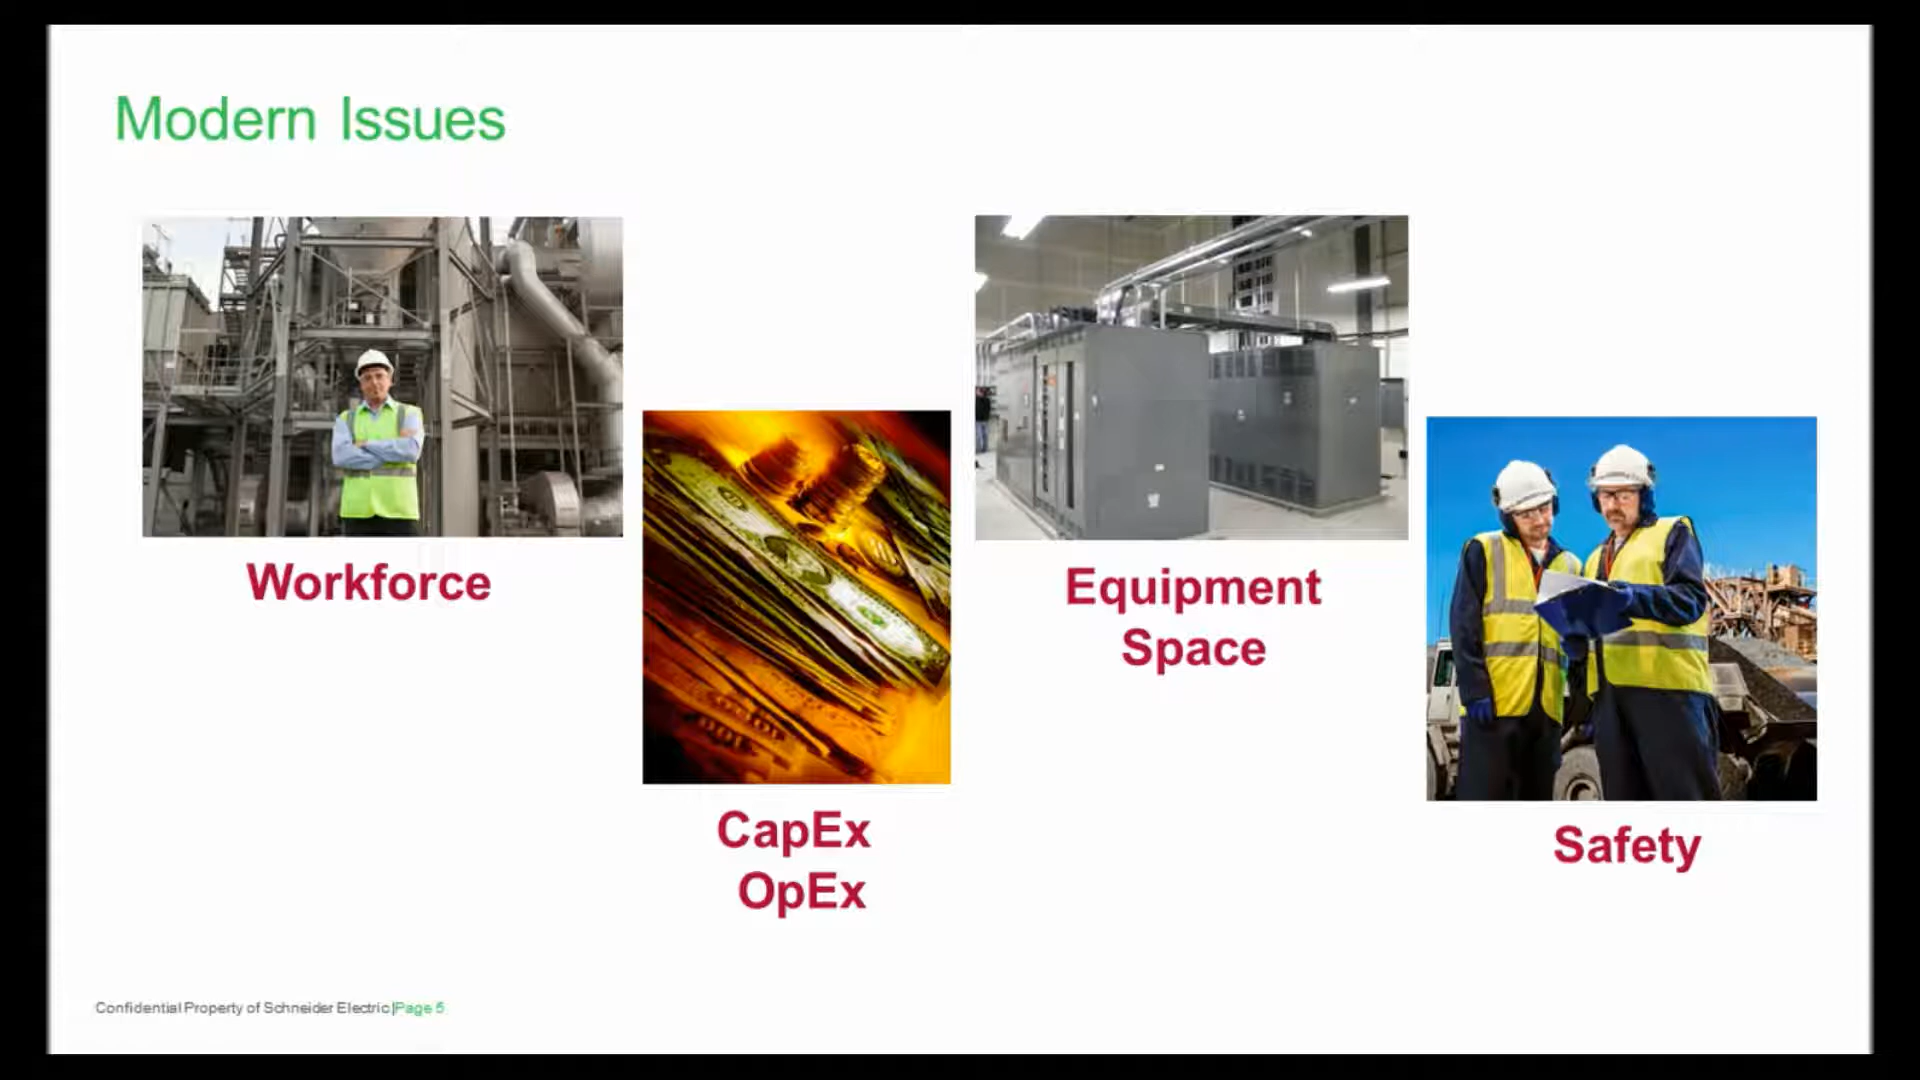 Modern Issues
Workforce
CapEx
OpEx
Equipment
Space
Safety
Confidential Property of Schneider Electric|Page 5